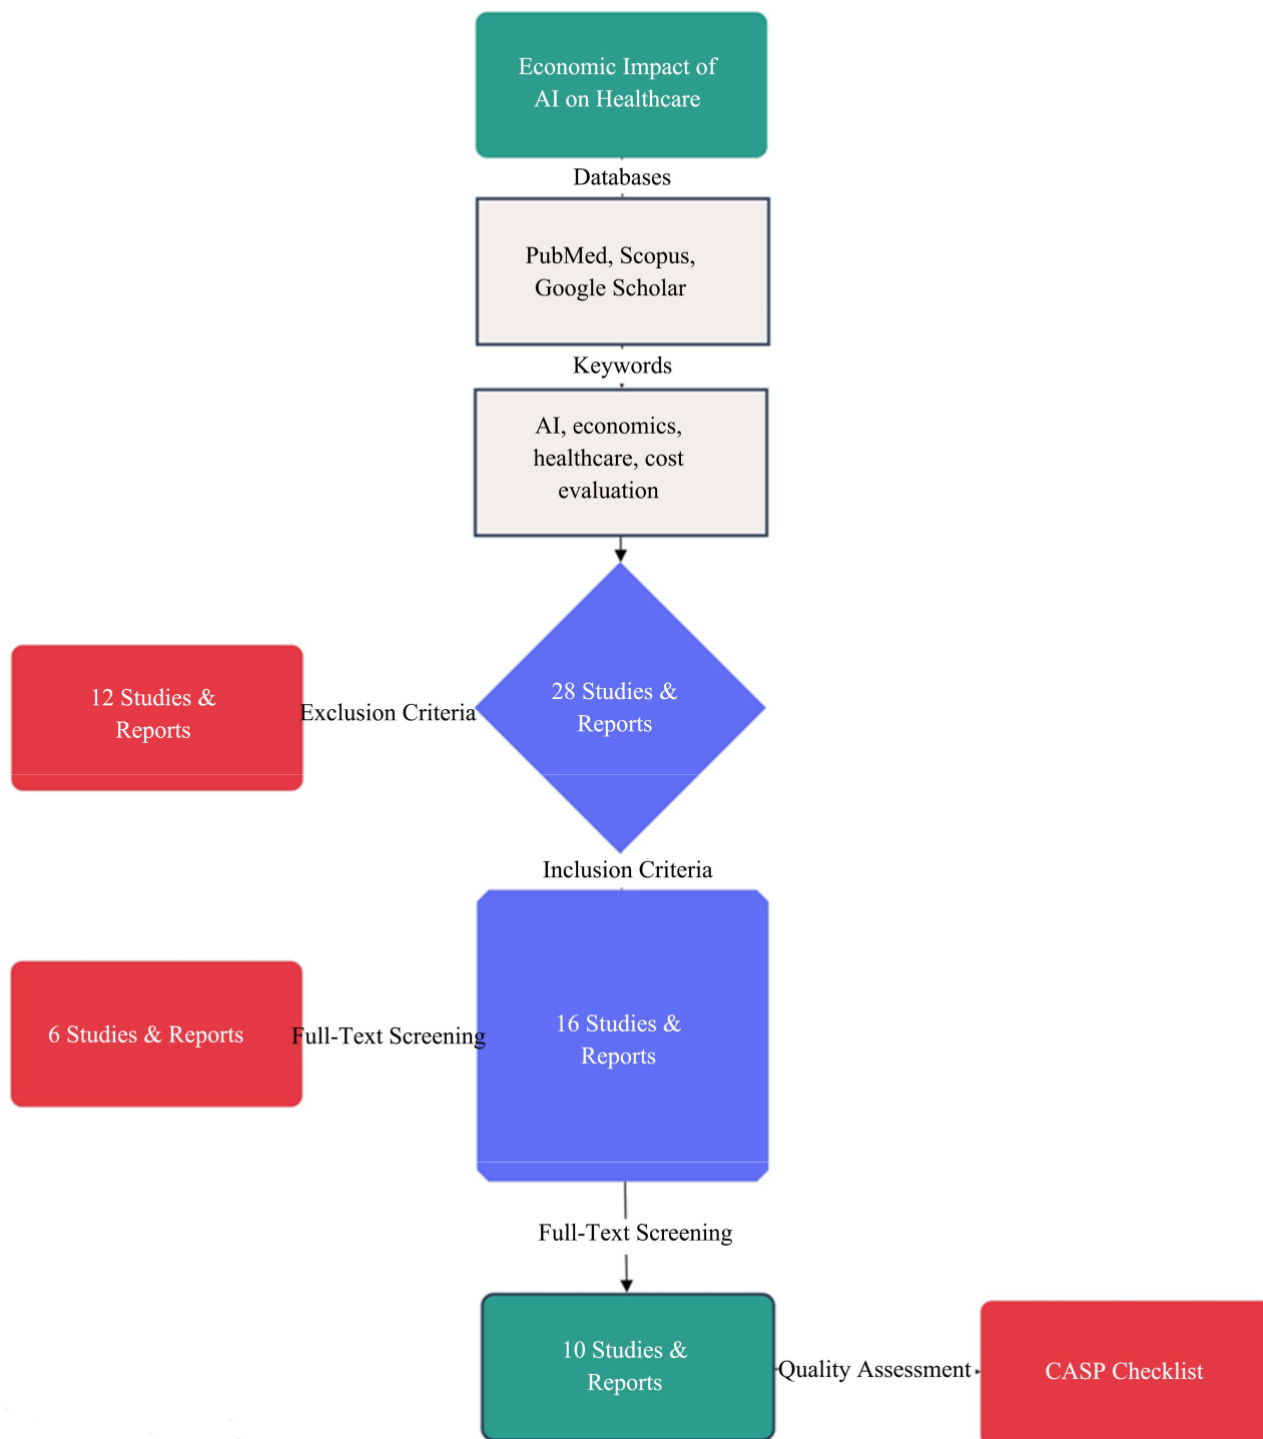 Economic Impact of
AI on Healthcare
Databases
PubMed, Scopus,
Google Scholar
Keywords
AI, economics,
healthcare, cost
evaluation
12 Studies &
Reports
Exclusion Criteria
28 Studies &
Reports
Inclusion Criteria
6 Studies & Reports
Full-Text Screening
16 Studies &
Reports
Full-Text Screening
10 Studies &
Reports
Quality Assessment
CASP Checklist